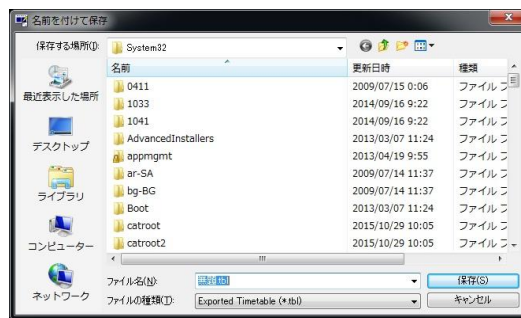 名前を付けて保存
保存する場所(I):
System32
名前
更新日時
種類
0411
2009/07/15 0:06
ファイル フ
1033
2014/09/16 9:22
ファイル フ
1041
2014/09/16 9:22
ファイル フ
AdvancedInstallers
2013/03/07 11:24
ファイル フ
appmgmt
2013/04/19 9:55
ファイル フ
ar-SA
2009/07/14 11:37
ファイル フ
bg-BG
2009/07/14 11:37
ファイル フ
Boot
2013/03/07 11:24
ファイル フ
catroot
2015/10/29 10:05
ファイル フ
catroot2
2015/10/29 10:05
ファイル フ
最近表示した場所
デスクトップ
ライブラリ
コンピューター
ネットワーク
ファイル名(N):
無題.tbl
保存(S)
ファイルの種類(T):
Exported Timetable (*.tbl)
キャンセル